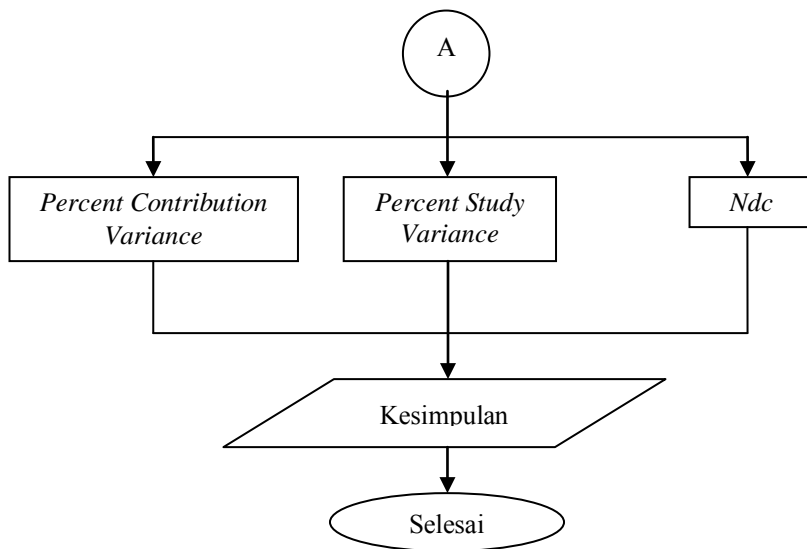 A
Percent Contribution
Variance
Percent Study
Variance
Ndc
Kesimpulan
Selesai